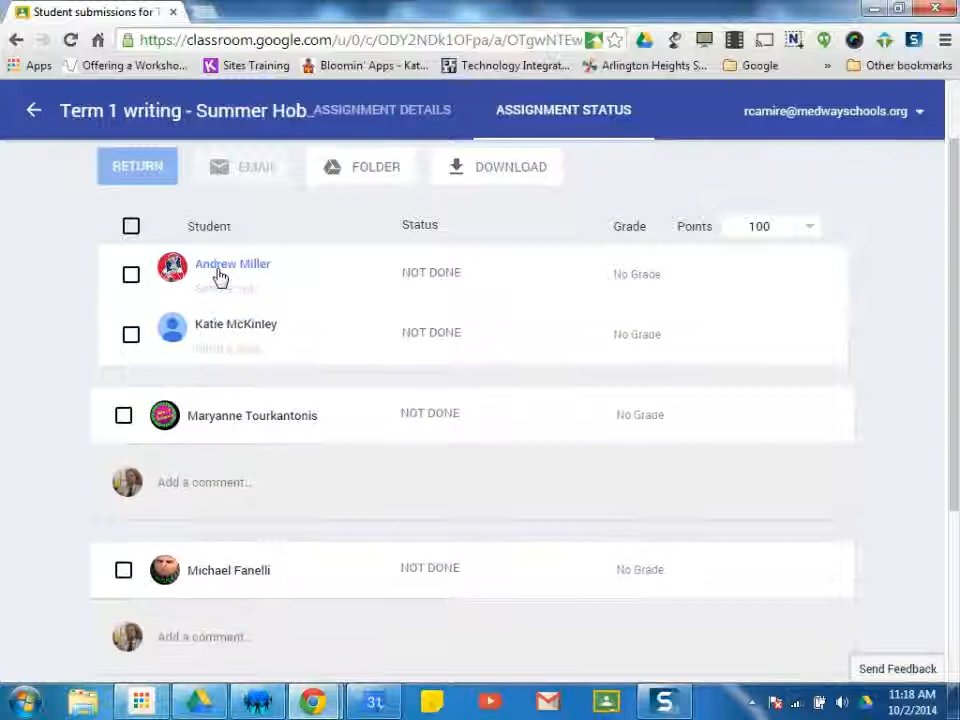 Student submissions for T
https://classroom.google.com/u/0/c/ODY2NDk1OFpa/a/OTgwNTEw
Apps Offering a Worksho... Sites Training Bloomin' Apps - Kat... Technology Integrat... Arlington Heights S... Google » Other bookmarks
Term 1 writing - Summer Hob... ASSIGNMENT DETAILS ASSIGNMENT STATUS rcamire@medwayschools.org
RETURN EMAIL FOLDER DOWNLOAD
Student Status Grade Points 100
Andrew Miller NOT DONE No Grade
Katie McKinley NOT DONE No Grade
Maryanne Tourkantonis NOT DONE No Grade
Add a comment...
Michael Fanelli NOT DONE No Grade
Add a comment...
Send Feedback
31 S 11:18 AM
10/2/2014